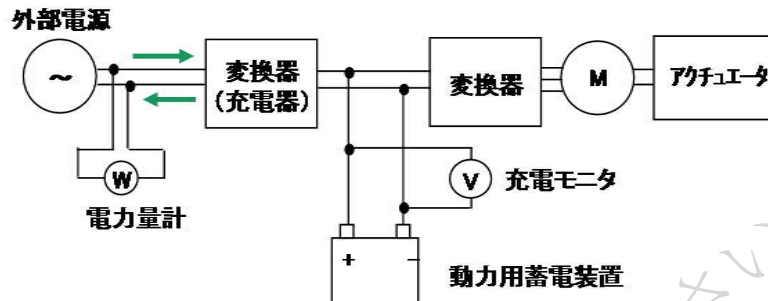 外部電源
~
変換器
(充電器)
変換器
M
アクチュエータ
W
電力量計
V
充電モニタ
+
−
動力用蓄電装置